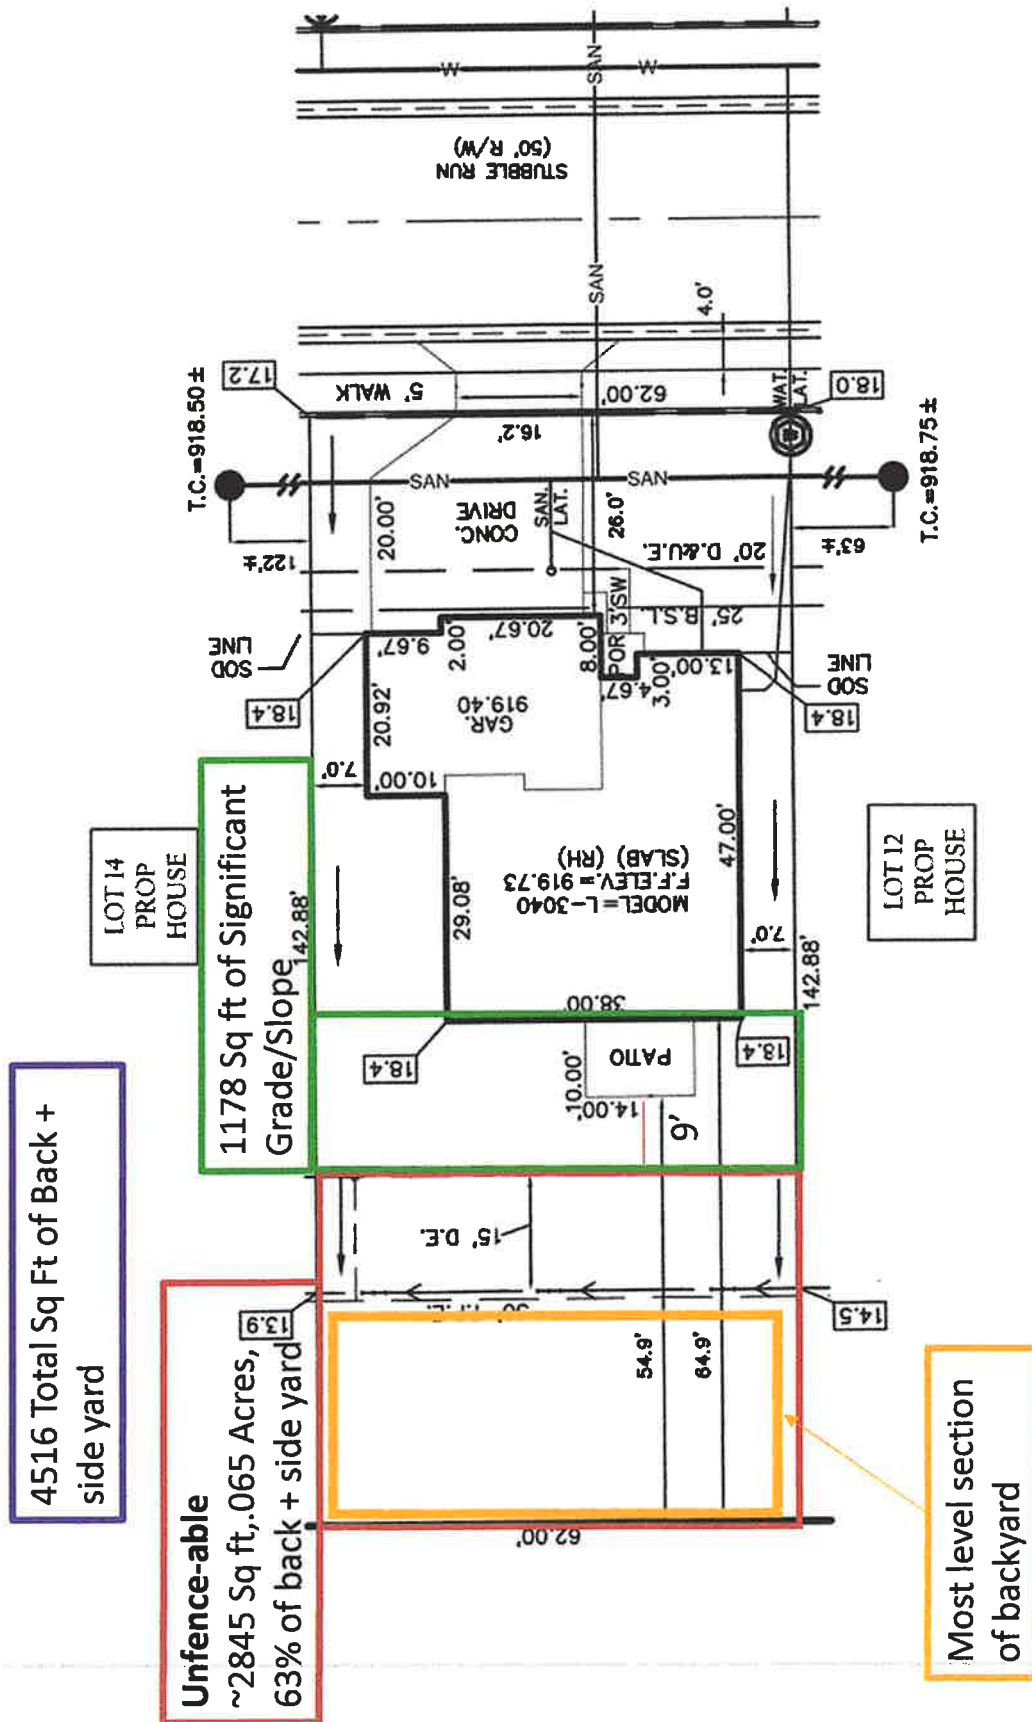 4516 Total Sq Ft of Back +
side yard
LOT 14
PROP
HOUSE
1178 Sq ft of Significant
Grade/Slope
Unfence-able
~2845 Sq ft,.065 Acres,
63% of back + side yard
Most level section
of backyard
LOT 12
PROP
HOUSE
T.C.=918.50±
T.C.=918.75±
17.2
18.0
122'±
63'±
5' WALK
62.00'
16.2'
4.0'
STUBBLE RUN
(50' R/W)
W
W
SAN
SAN
SAN
SAN
SAN
WAT.
LAT.
SAN.
LAT.
CONC.
DRIVE
20.00'
26.0'
20' D.&U.E.
25' B.S.L.
3'SW
POR
SOD
LINE
SOD
LINE
18.4
18.4
9.67'
2.00'
20.67'
8.00'
4.67'
3.00'
13.00'
20.92'
GAR.
919.40
10.00'
7.0'
7.0'
29.08'
47.00'
MODEL=L-3040
F.F.ELEV.=919.73
(SLAB) (RH)
142.88'
142.88'
38.00'
18.4
18.4
PATIO
10.00'
14.00'
9'
15' D.E.
13.9
14.5
54.9'
64.9'
62.00'